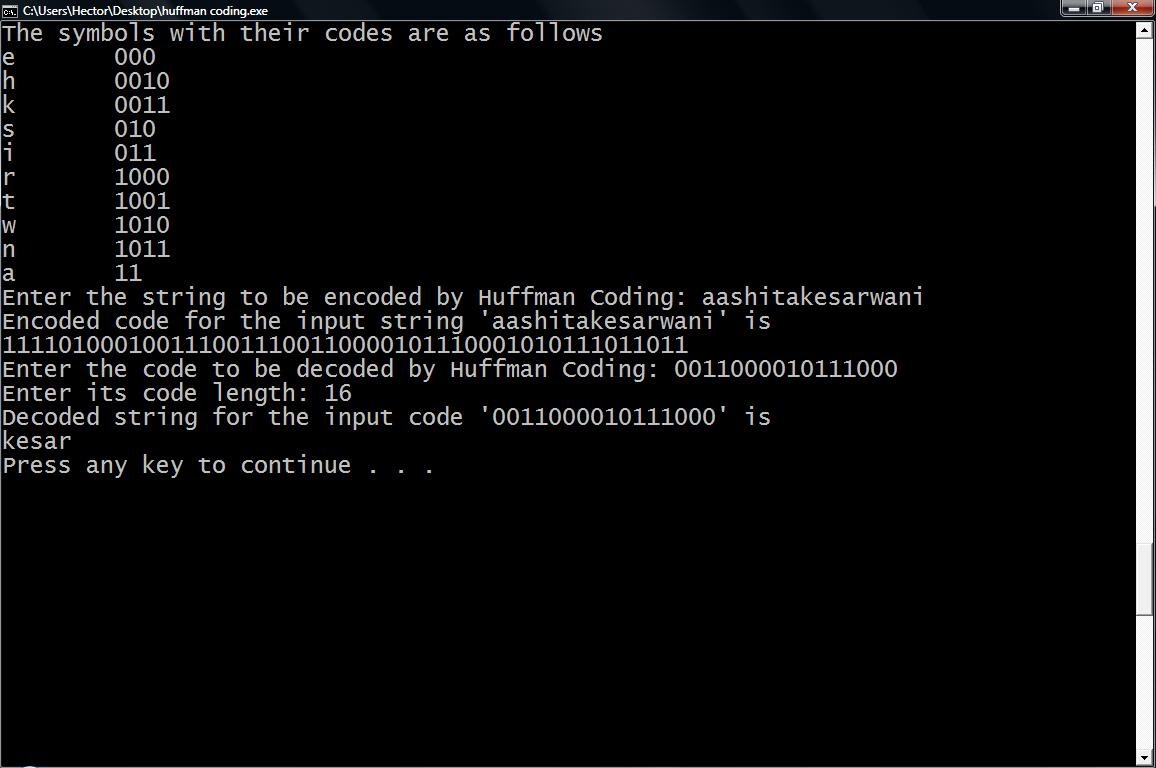 C:\Users\Hector\Desktop\huffman coding.exe
The symbols with their codes are as follows
e 000
h 0010
k 0011
s 010
i 011
r 1000
t 1001
w 1010
n 1011
a 11
Enter the string to be encoded by Huffman Coding: aashitakesarwani
Encoded code for the input string 'aashitakesarwani' is
1111010001001110011100110000101110001010111011011
Enter the code to be decoded by Huffman Coding: 0011000010111000
Enter its code length: 16
Decoded string for the input code '0011000010111000' is
kesar
Press any key to continue . . .